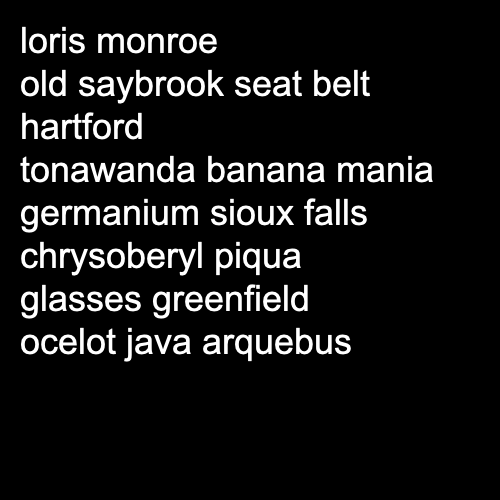 loris monroe
old saybrook seat belt
hartford
tonawanda banana mania
germanium sioux falls
chrysoberyl piqua
glasses greenfield
ocelot java arquebus